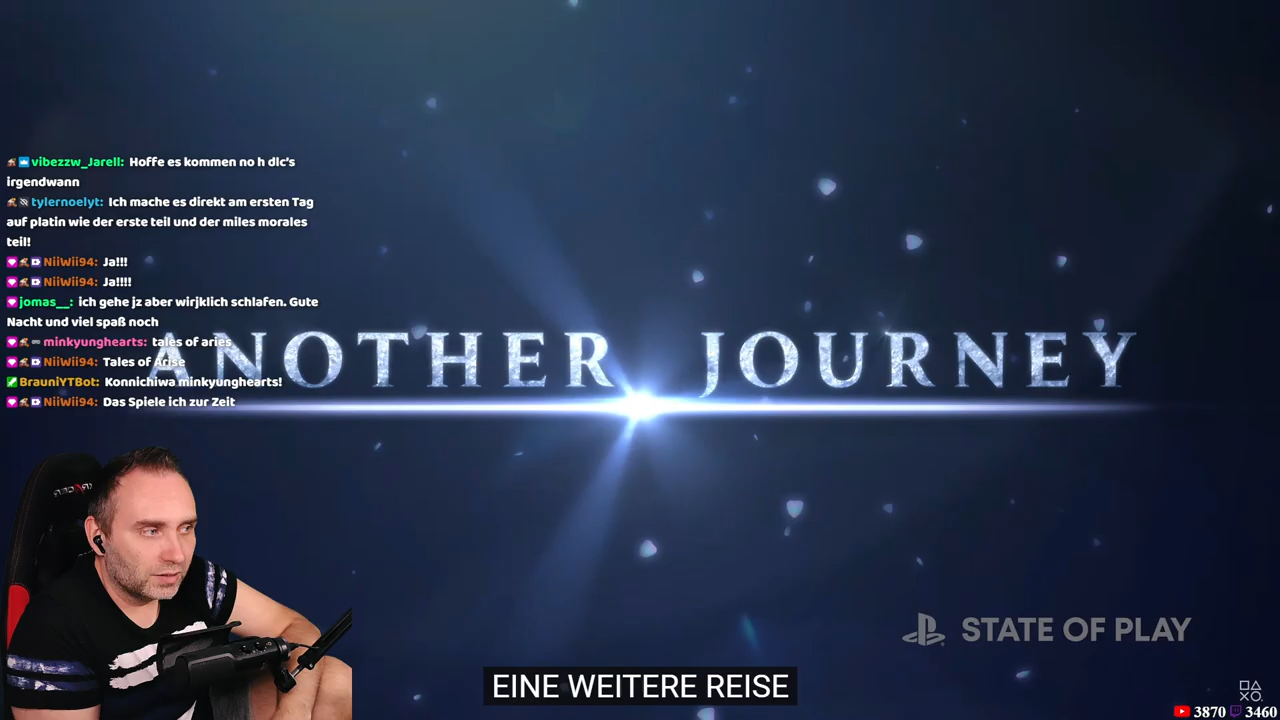 vibezzw_Jarell: Hoffe es kommen no h dlc's
irgendwann
tylernoelyt: Ich mache es direkt am ersten Tag
auf platin wie der erste teil und der miles morales
teil!
NiiWii94: Ja!!!
NiiWii94: Ja!!!!
jomas__: ich gehe jz aber wirjklich schlafen. Gute
Nacht und viel spaß noch
minkyunghearts: tales of aries
NiiWii94: Tales of Arise
BrauniYTBot: Konnichiwa minkyunghearts!
NiiWii94: Das Spiele ich zur Zeit
ANOTHER JOURNEY
STATE OF PLAY
EINE WEITERE REISE
3870 3460